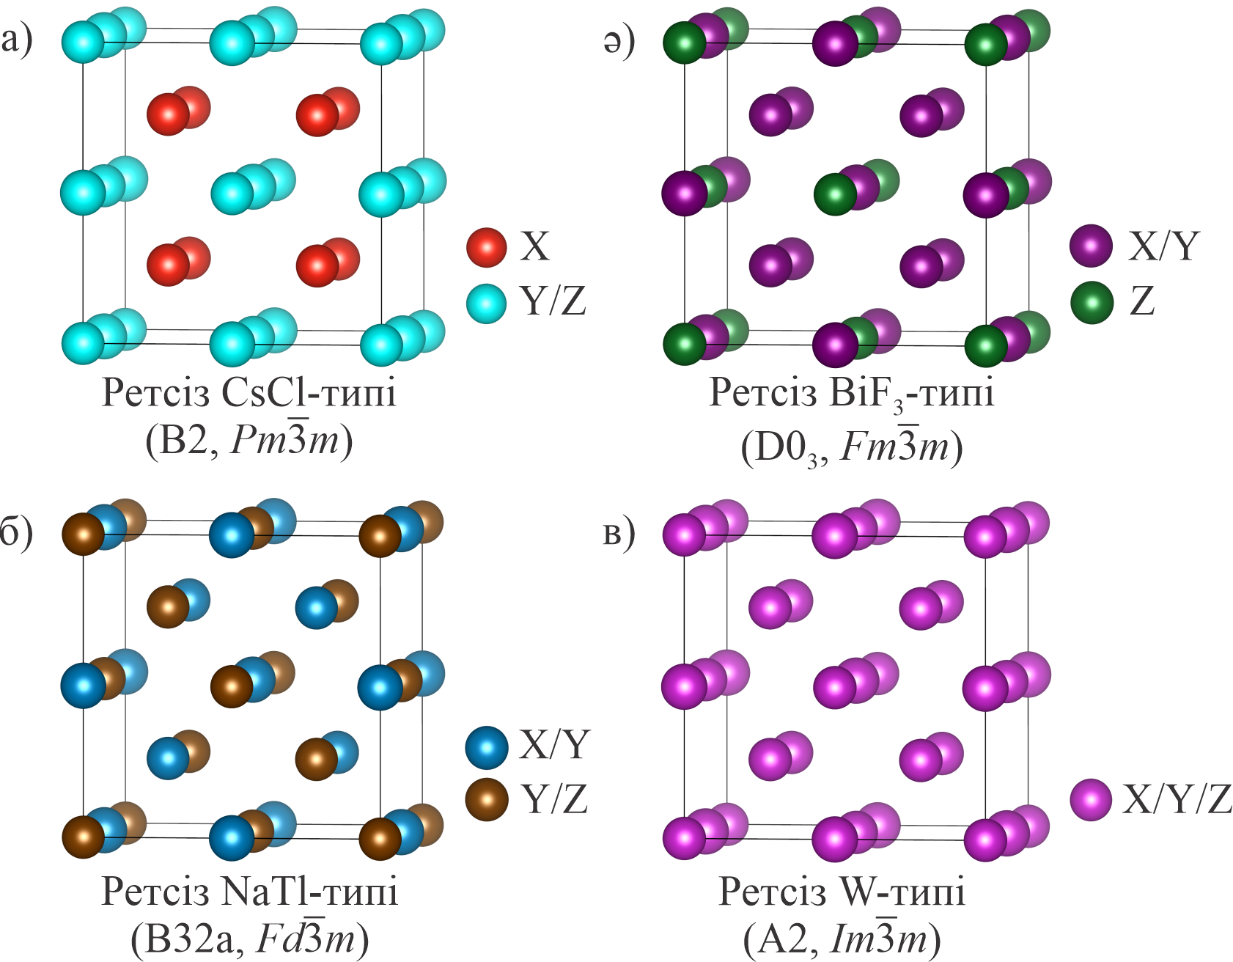 а)
X
Y/Z
Ретсіз CsCl-типі
(B2, Pm3̅m)
ә)
X/Y
Z
Ретсіз BiF₃-типі
(D0₃, Fm3̅m)
б)
X/Y
Y/Z
Ретсіз NaTl-типі
(B32a, Fd3̅m)
в)
X/Y/Z
Ретсіз W-типі
(A2, Im3̅m)